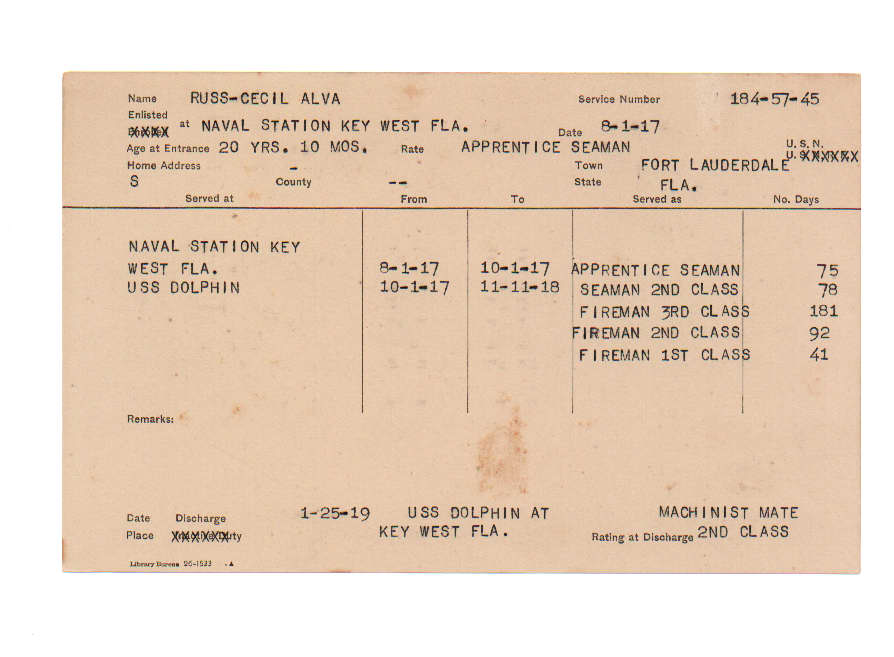 Name RUSS-CECIL ALVA Service Number 184-57-45
Enlisted
at NAVAL STATION KEY WEST FLA. Date 8-1-17
Age at Entrance 20 YRS. 10 MOS. Rate APPRENTICE SEAMAN U. S. N.
U. S
Home Address - Town FORT LAUDERDALE
S County -- State FLA.
Served at From To Served as No. Days
NAVAL STATION KEY
WEST FLA. 8-1-17 10-1-17 APPRENTICE SEAMAN 75
USS DOLPHIN 10-1-17 11-11-18 SEAMAN 2ND CLASS 78
FIREMAN 3RD CLASS 181
FIREMAN 2ND CLASS 92
FIREMAN 1ST CLASS 41
Remarks:
Date Discharge 1-25-19 USS DOLPHIN AT MACHINIST MATE
Place KEY WEST FLA. Rating at Discharge 2ND CLASS
Library Bureau 26-1523 .A